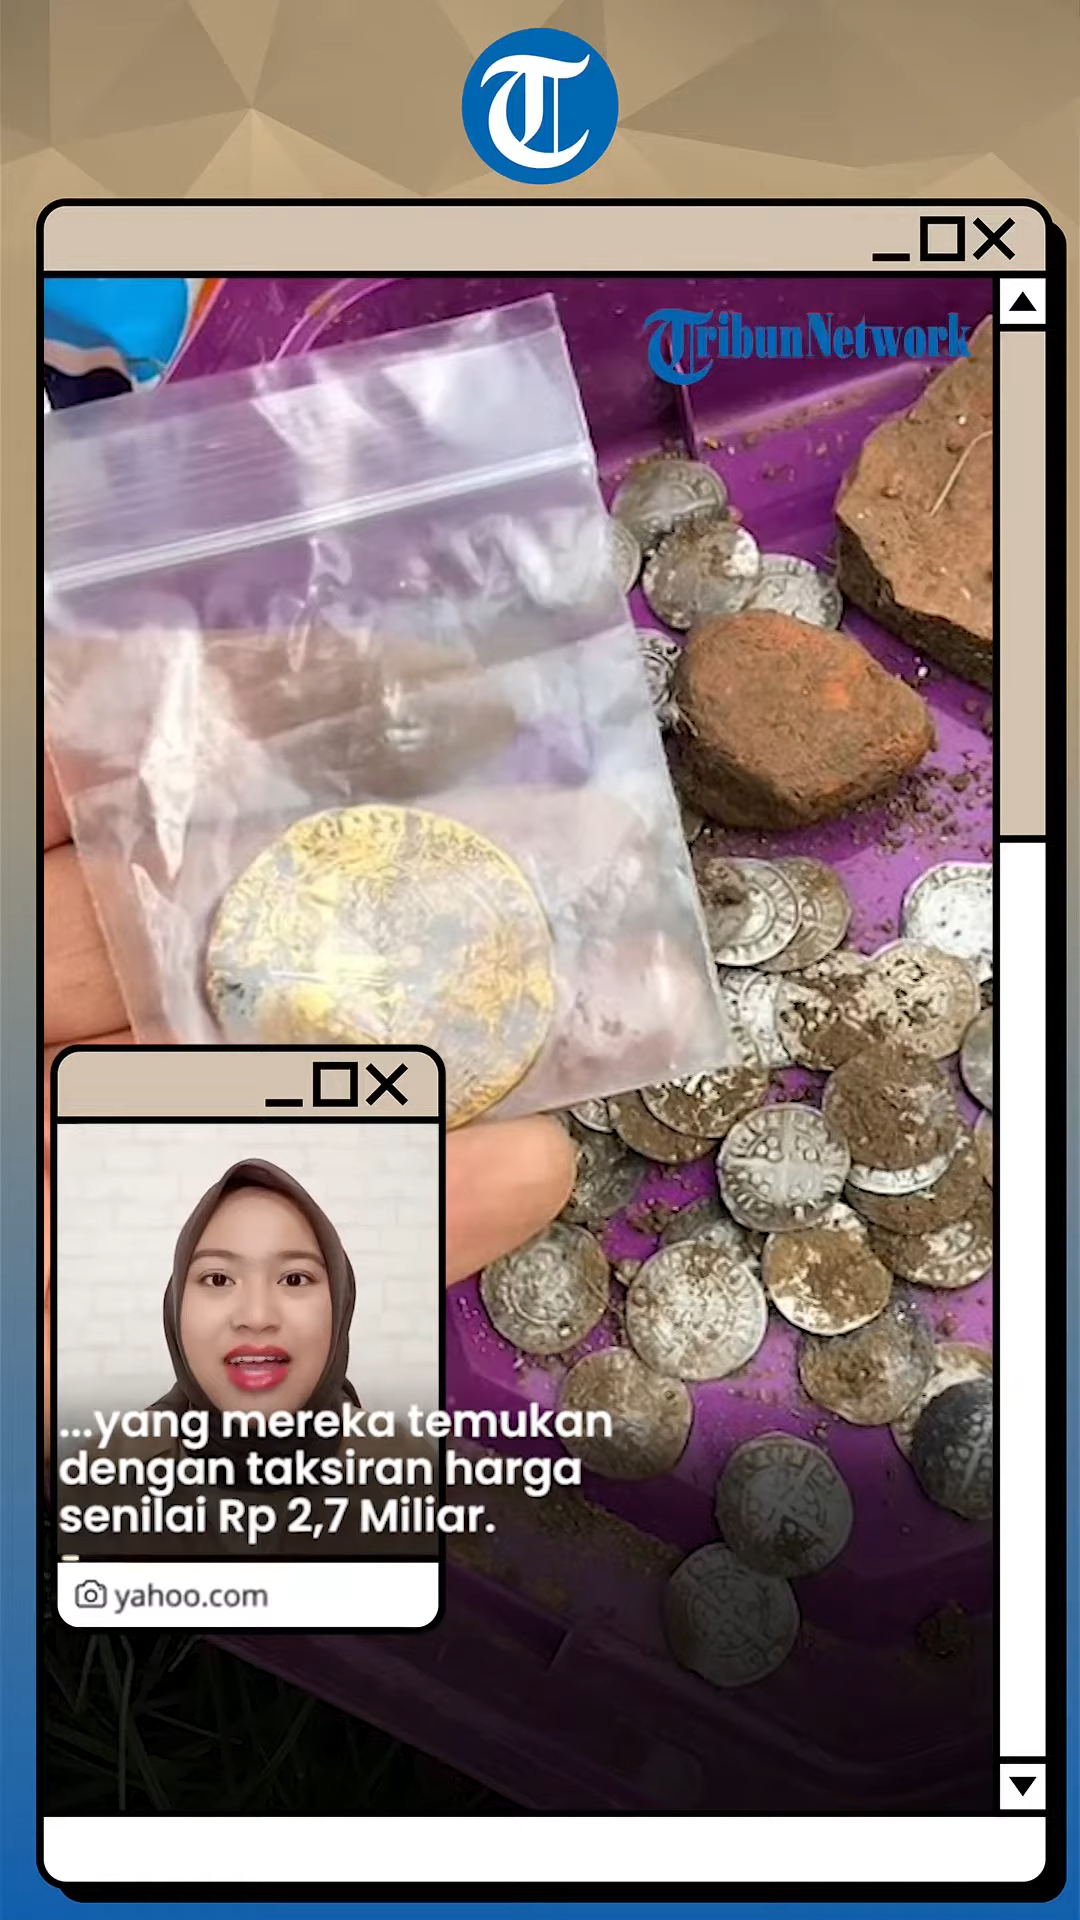 T
TribunNetwork
...yang mereka temukan
dengan taksiran harga
senilai Rp 2,7 Miliar.
yahoo.com